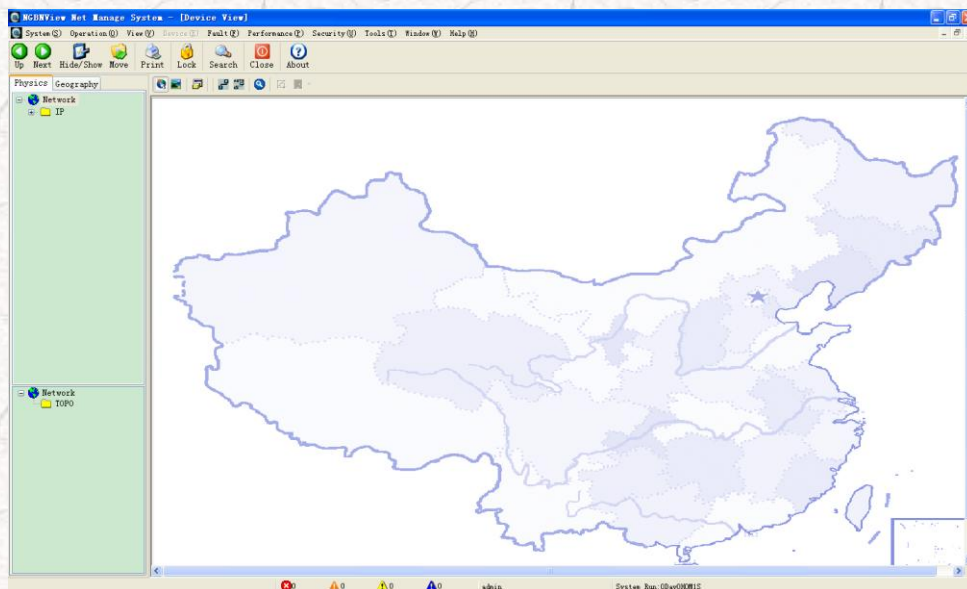 NGBNView Net Manage System - [Device View]
System(S) Operation(O) View(V) Device(E) Fault(F) Performance(P) Security(U) Tools(T) Window(W) Help(H)
Up Next Hide/Show Move Print Lock Search Close About
Physics Geography
Network
IP
Network
TOPO
0 0 0 0 admin System Run:0Day0H0M1S